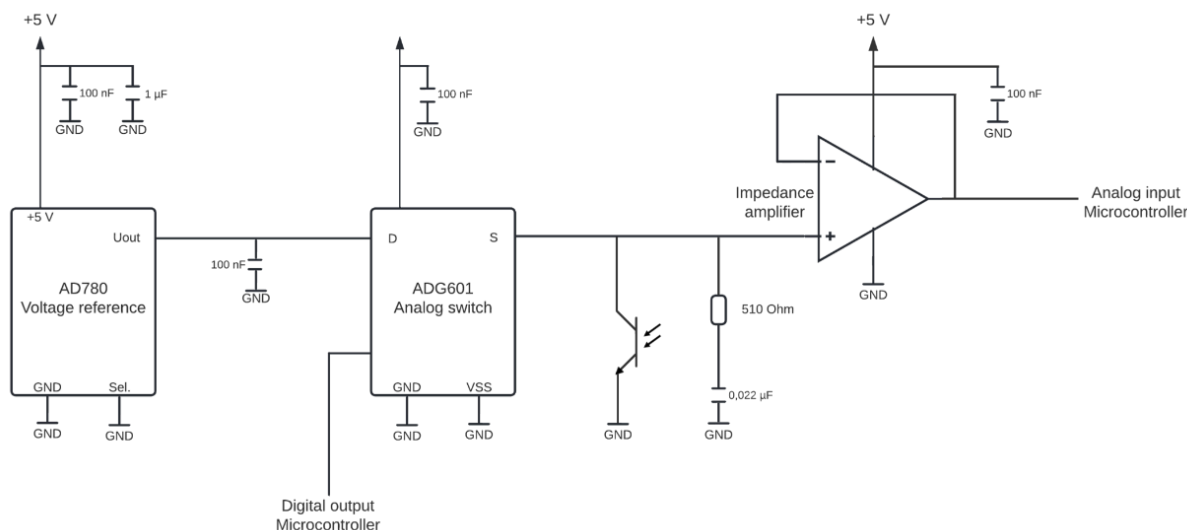 +5 V
100 nF
1 µF
GND
GND
+5 V
Uout
AD780
Voltage reference
GND
Sel.
GND
GND
100 nF
GND
100 nF
GND
D
S
ADG601
Analog switch
GND
VSS
GND
GND
Digital output
Microcontroller
GND
510 Ohm
0,022 µF
GND
Impedance
amplifier
+5 V
100 nF
GND
−
+
GND
Analog input
Microcontroller